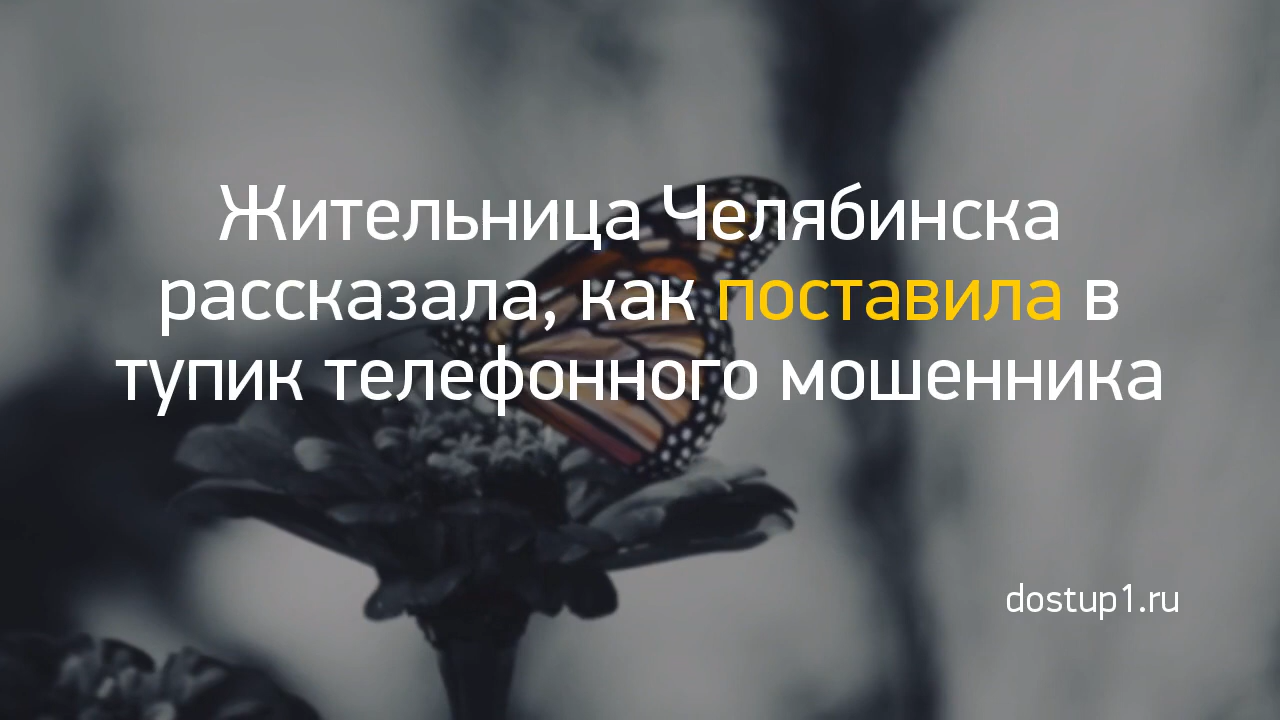 Жительница Челябинска
рассказала, как поставила в
тупик телефонного мошенника
dostup1.ru